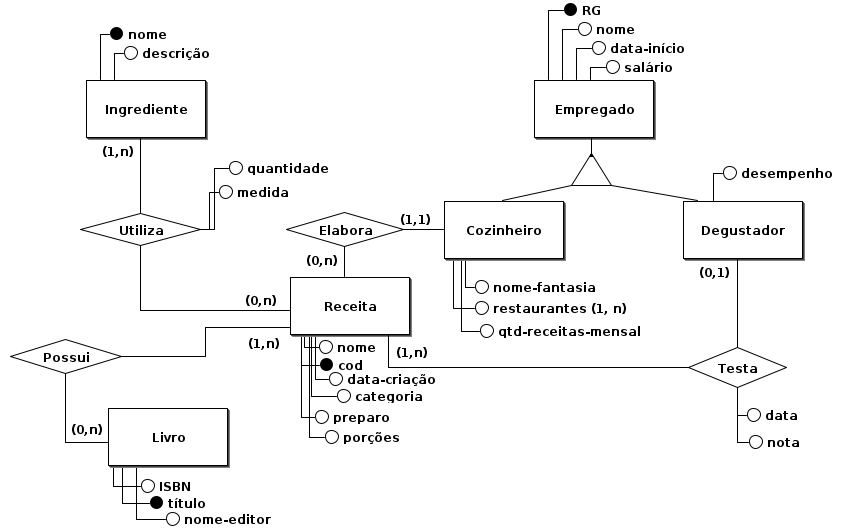 RG
nome
data-início
salário
Empregado
nome
descrição
Ingrediente
(1,n)
quantidade
medida
Utiliza
(0,n)
Elabora
(1,1)
(0,n)
Cozinheiro
nome-fantasia
restaurantes (1, n)
qtd-receitas-mensal
desempenho
Degustador
(0,1)
Receita
(1,n)
nome
cod
data-criação
categoria
preparo
porções
(1,n)
Testa
data
nota
Possui
(0,n)
Livro
ISBN
título
nome-editor